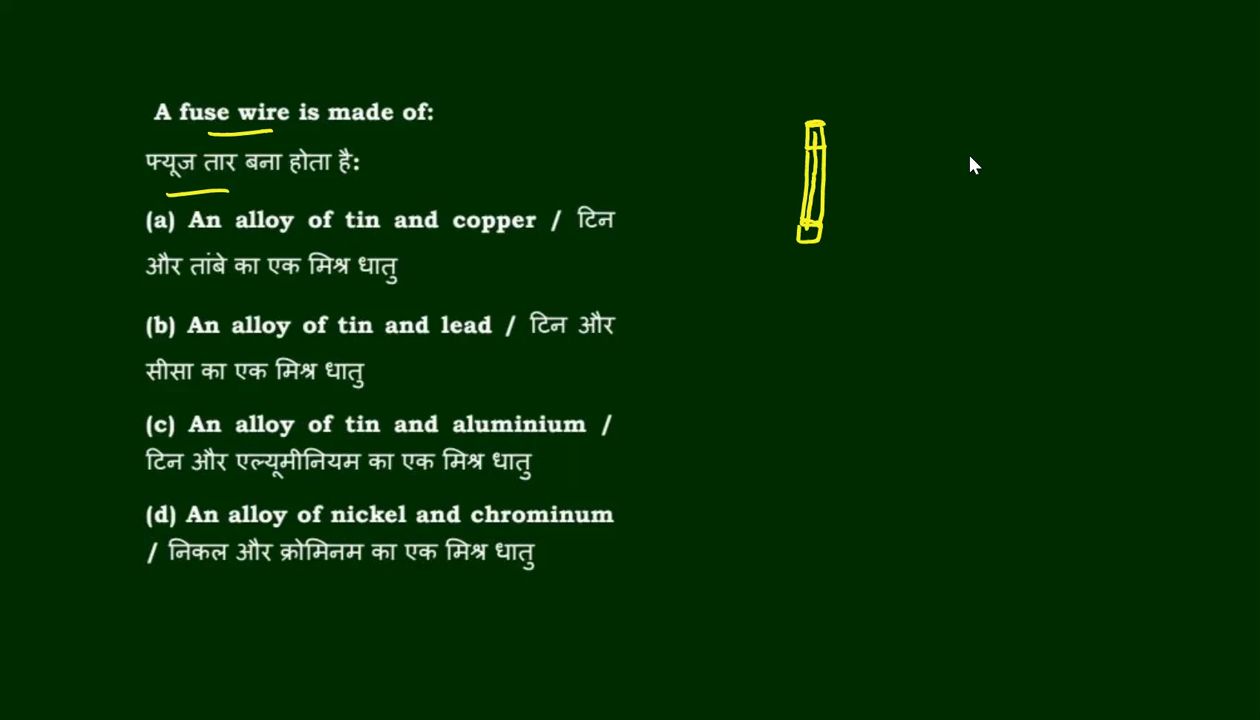 A fuse wire is made of:
फ्यूज तार बना होता है:
(a) An alloy of tin and copper / टिन
और तांबे का एक मिश्र धातु
(b) An alloy of tin and lead / टिन और
सीसा का एक मिश्र धातु
(c) An alloy of tin and aluminium /
टिन और एल्यूमीनियम का एक मिश्र धातु
(d) An alloy of nickel and chrominum
/ निकल और क्रोमिनम का एक मिश्र धातु